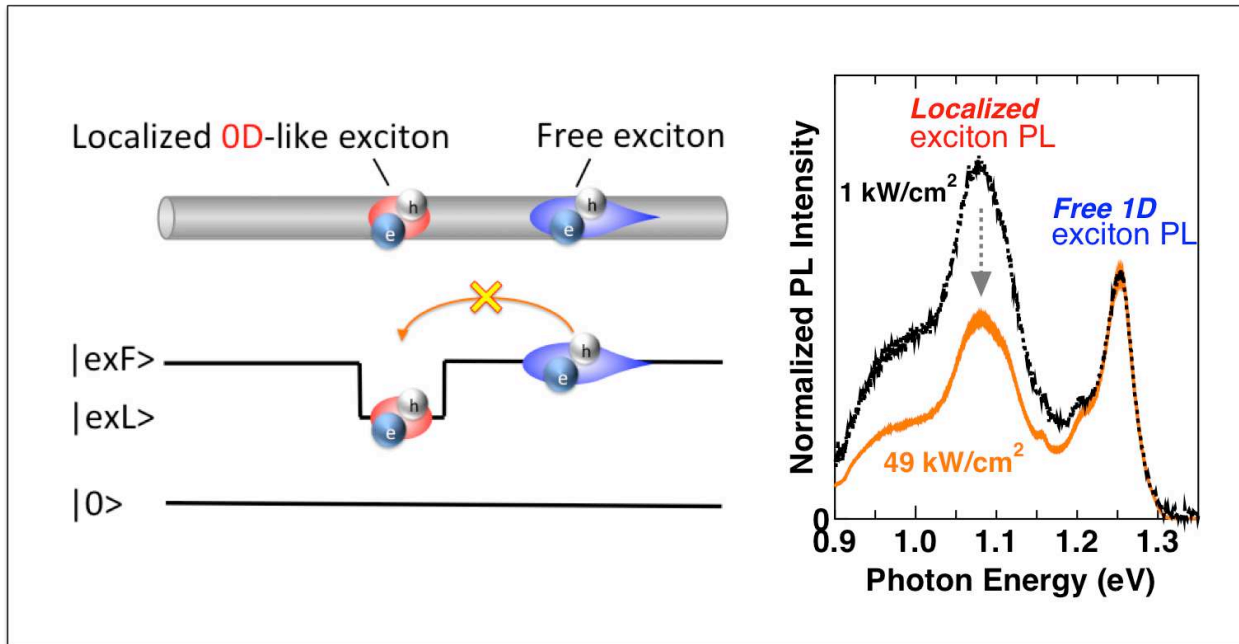 Localized 0D-like exciton
Free exciton
h
e
h
e
|exF>
h
e
|exL>
h
e
|0>
Normalized PL Intensity
Localized
exciton PL
1 kW/cm²
Free 1D
exciton PL
49 kW/cm²
0
0.9 1.0 1.1 1.2 1.3
Photon Energy (eV)